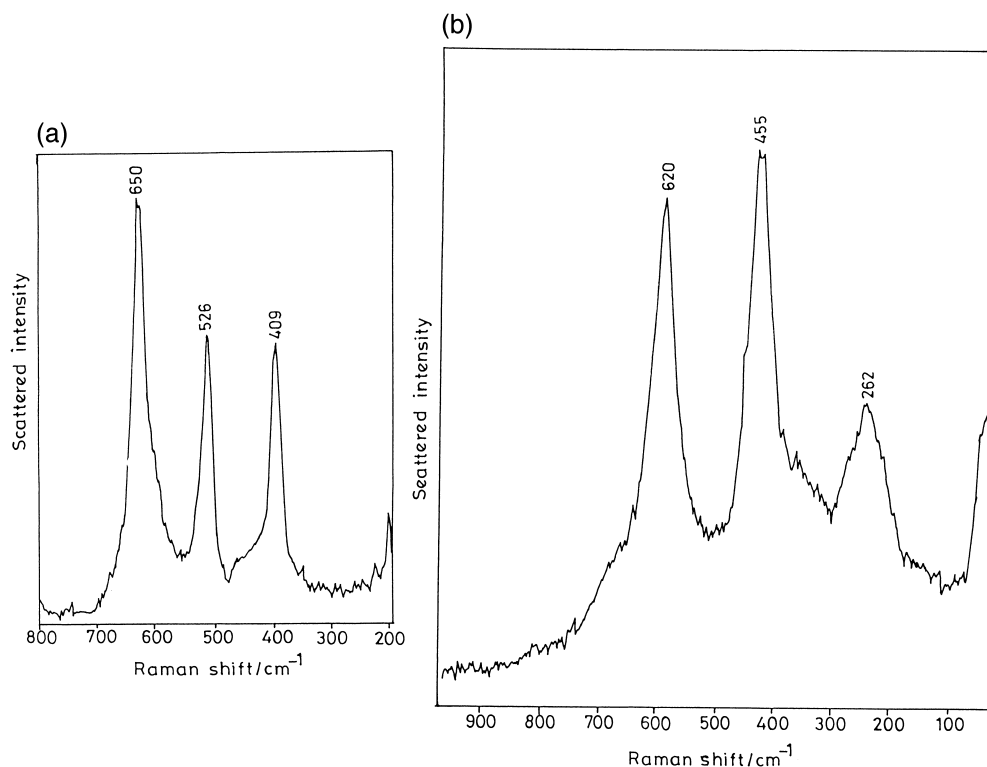 (a)
650
526
409
Scattered intensity
800 700 600 500 400 300 200
Raman shift/cm⁻¹
(b)
620
455
262
Seattered intensity
900 800 700 600 500 400 300 200 100
Raman shift/cm⁻¹